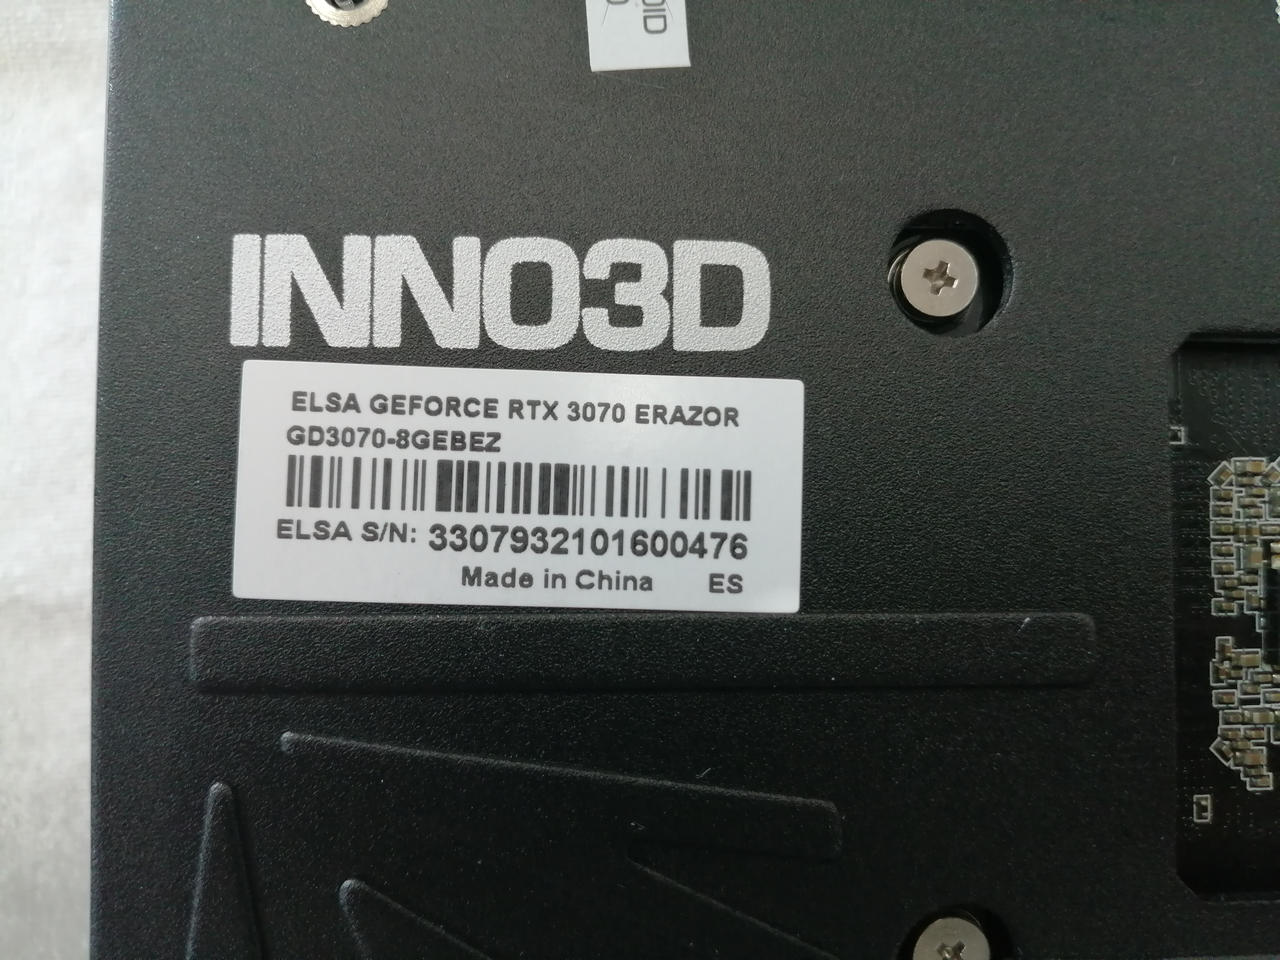 INNO3D
ELSA GEFORCE RTX 3070 ERAZOR
GD3070-8GEBEZ
ELSA S/N: 3307932101600476
Made in China ES